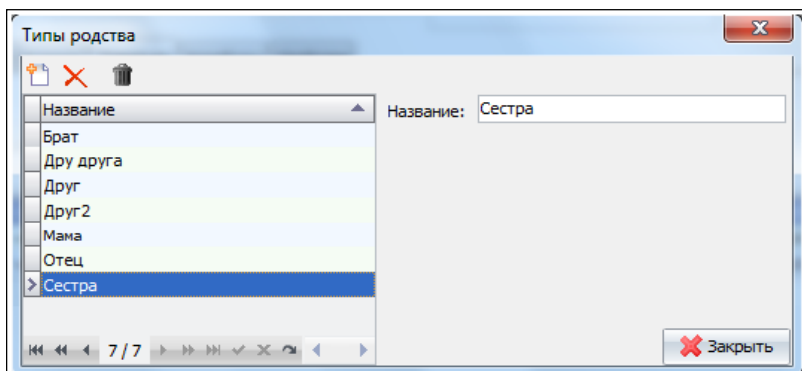 Типы родства
Название
Название: Сестра
Брат
Дру друга
Друг
Друг2
Мама
Отец
Сестра
7 / 7
Закрыть